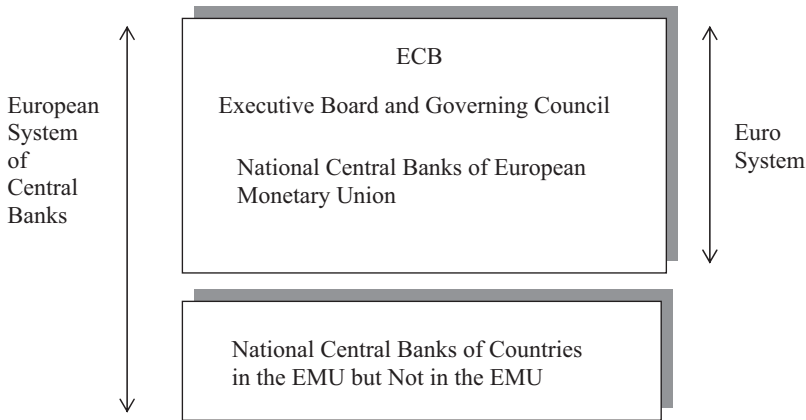 European
System
of
Central
Banks
ECB
Executive Board and Governing Council
National Central Banks of European
Monetary Union
Euro
System
National Central Banks of Countries
in the EMU but Not in the EMU